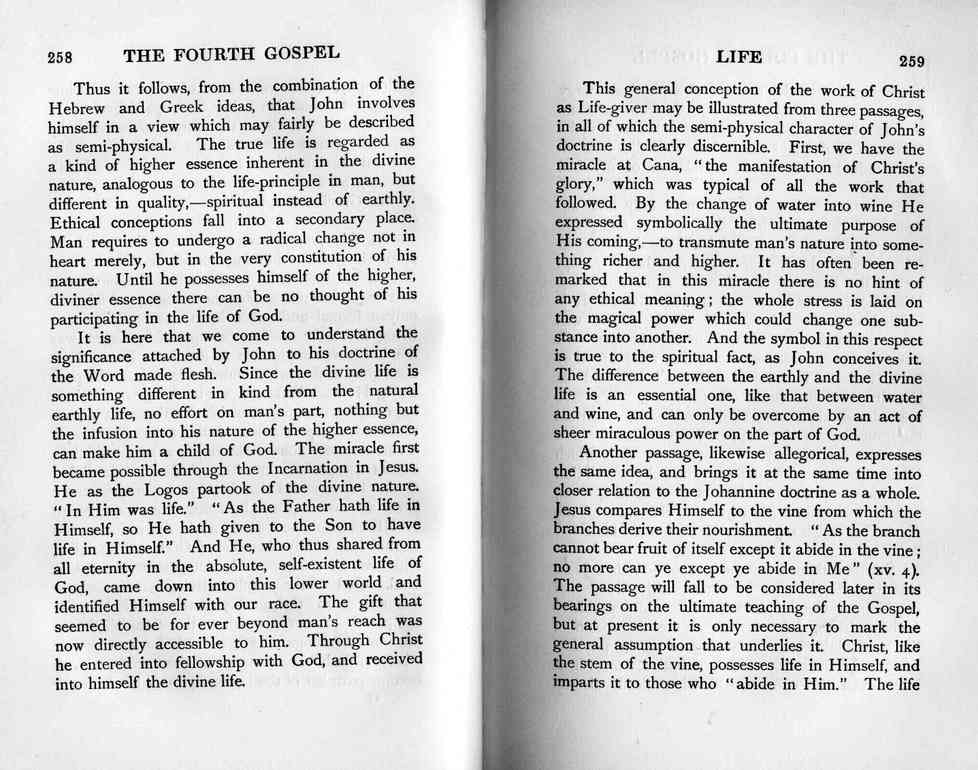 258 THE FOURTH GOSPEL
Thus it follows, from the combination of the
Hebrew and Greek ideas, that John involves
himself in a view which may fairly be described
as semi-physical. The true life is regarded as
a kind of higher essence inherent in the divine
nature, analogous to the life-principle in man, but
different in quality,—spiritual instead of earthly.
Ethical conceptions fall into a secondary place.
Man requires to undergo a radical change not in
heart merely, but in the very constitution of his
nature. Until he possesses himself of the higher,
diviner essence there can be no thought of his
participating in the life of God.
It is here that we come to understand the
significance attached by John to his doctrine of
the Word made flesh. Since the divine life is
something different in kind from the natural
earthly life, no effort on man's part, nothing but
the infusion into his nature of the higher essence,
can make him a child of God. The miracle first
became possible through the Incarnation in Jesus.
He as the Logos partook of the divine nature.
"In Him was life." "As the Father hath life in
Himself, so He hath given to the Son to have
life in Himself." And He, who thus shared from
all eternity in the absolute, self-existent life of
God, came down into this lower world and
identified Himself with our race. The gift that
seemed to be for ever beyond man's reach was
now directly accessible to him. Through Christ
he entered into fellowship with God, and received
into himself the divine life.
LIFE 259
This general conception of the work of Christ
as Life-giver may be illustrated from three passages,
in all of which the semi-physical character of John's
doctrine is clearly discernible. First, we have the
miracle at Cana, "the manifestation of Christ's
glory," which was typical of all the work that
followed. By the change of water into wine He
expressed symbolically the ultimate purpose of
His coming,—to transmute man's nature into some-
thing richer and higher. It has often been re-
marked that in this miracle there is no hint of
any ethical meaning; the whole stress is laid on
the magical power which could change one sub-
stance into another. And the symbol in this respect
is true to the spiritual fact, as John conceives it.
The difference between the earthly and the divine
life is an essential one, like that between water
and wine, and can only be overcome by an act of
sheer miraculous power on the part of God.
Another passage, likewise allegorical, expresses
the same idea, and brings it at the same time into
closer relation to the Johannine doctrine as a whole.
Jesus compares Himself to the vine from which the
branches derive their nourishment. "As the branch
cannot bear fruit of itself except it abide in the vine;
no more can ye except ye abide in Me" (xv. 4).
The passage will fall to be considered later in its
bearings on the ultimate teaching of the Gospel,
but at present it is only necessary to mark the
general assumption that underlies it. Christ, like
the stem of the vine, possesses life in Himself, and
imparts it to those who "abide in Him." The life